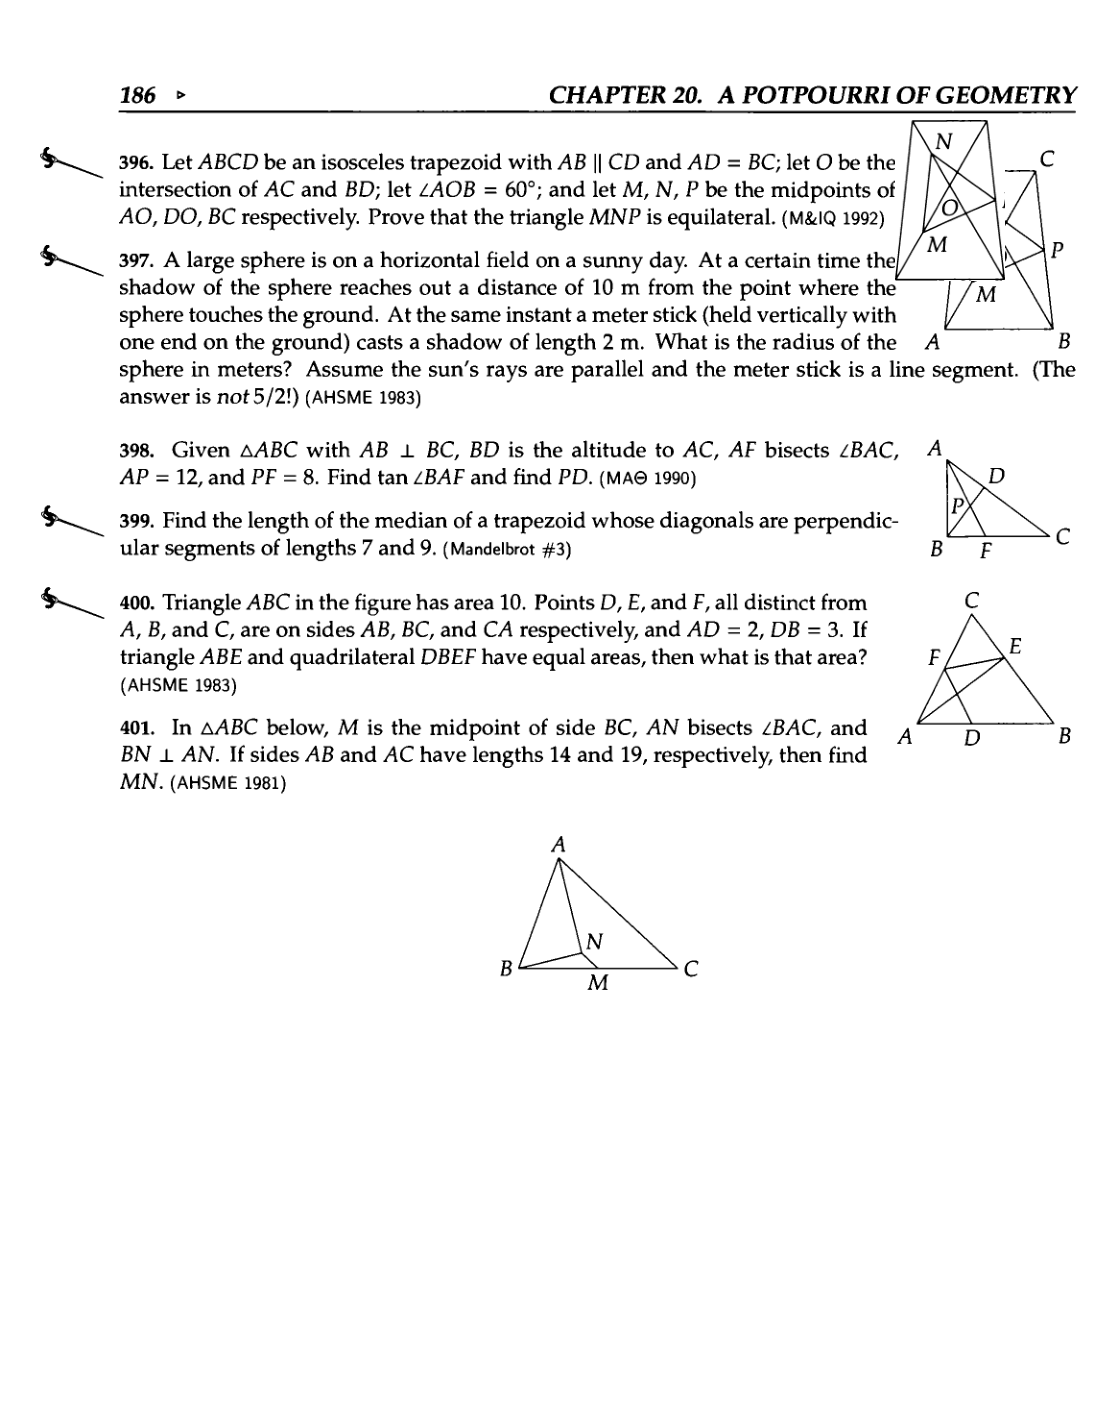 186 ▹ CHAPTER 20. A POTPOURRI OF GEOMETRY
396. Let ABCD be an isosceles trapezoid with AB || CD and AD = BC; let O be the
intersection of AC and BD; let ∠AOB = 60°; and let M, N, P be the midpoints of
AO, DO, BC respectively. Prove that the triangle MNP is equilateral. (M&IQ 1992)
N
C
O
M
P
M
A
B
397. A large sphere is on a horizontal field on a sunny day. At a certain time the
shadow of the sphere reaches out a distance of 10 m from the point where the
sphere touches the ground. At the same instant a meter stick (held vertically with
one end on the ground) casts a shadow of length 2 m. What is the radius of the
sphere in meters? Assume the sun's rays are parallel and the meter stick is a line segment. (The
answer is not 5/2!) (AHSME 1983)
398. Given △ABC with AB ⊥ BC, BD is the altitude to AC, AF bisects ∠BAC,
AP = 12, and PF = 8. Find tan ∠BAF and find PD. (MAΘ 1990)
A
D
P
B
F
C
399. Find the length of the median of a trapezoid whose diagonals are perpendic-
ular segments of lengths 7 and 9. (Mandelbrot #3)
400. Triangle ABC in the figure has area 10. Points D, E, and F, all distinct from
A, B, and C, are on sides AB, BC, and CA respectively, and AD = 2, DB = 3. If
triangle ABE and quadrilateral DBEF have equal areas, then what is that area?
(AHSME 1983)
C
E
F
A
D
B
401. In △ABC below, M is the midpoint of side BC, AN bisects ∠BAC, and
BN ⊥ AN. If sides AB and AC have lengths 14 and 19, respectively, then find
MN. (AHSME 1981)
A
N
B
C
M